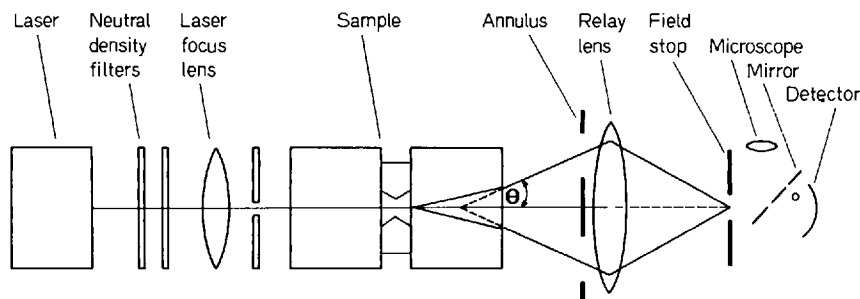 Laser
Neutral
density
filters
Laser
focus
lens
Sample
Annulus
Relay
lens
Field
stop
Microscope
Mirror
Detector
Θ